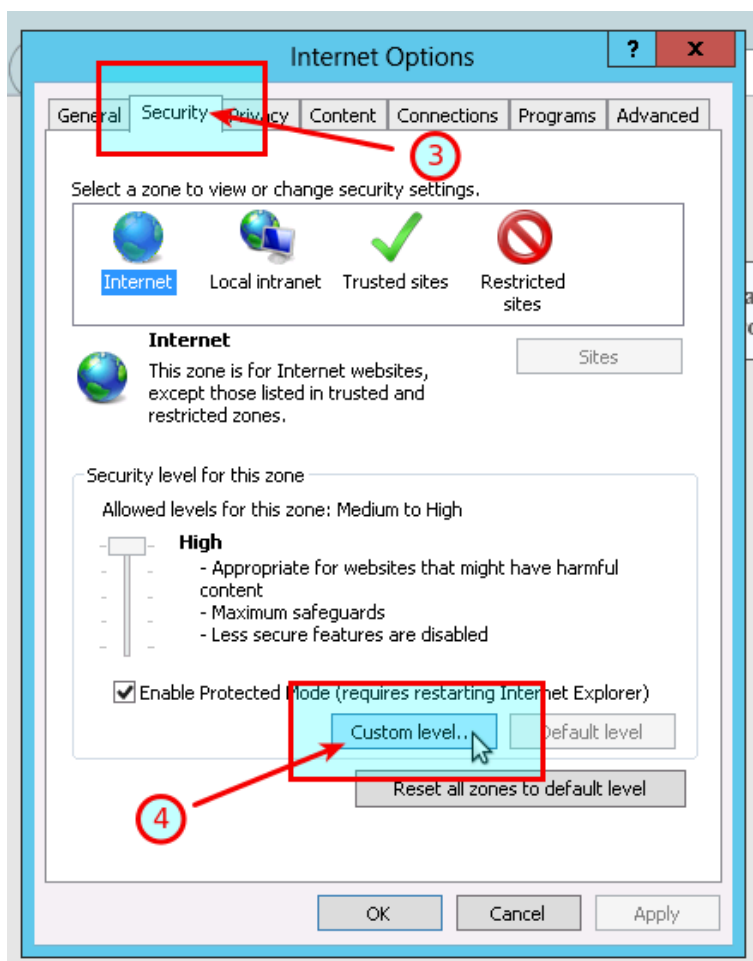 Internet Options
?
x
General Security Privacy Content Connections Programs Advanced
3
Select a zone to view or change security settings.
Internet Local intranet Trusted sites Restricted
sites
Internet
Sites
This zone is for Internet websites,
except those listed in trusted and
restricted zones.
Security level for this zone
Allowed levels for this zone: Medium to High
High
- Appropriate for websites that might have harmful
content
- Maximum safeguards
- Less secure features are disabled
Enable Protected Mode (requires restarting Internet Explorer)
Custom level... Default level
4
Reset all zones to default level
OK Cancel Apply